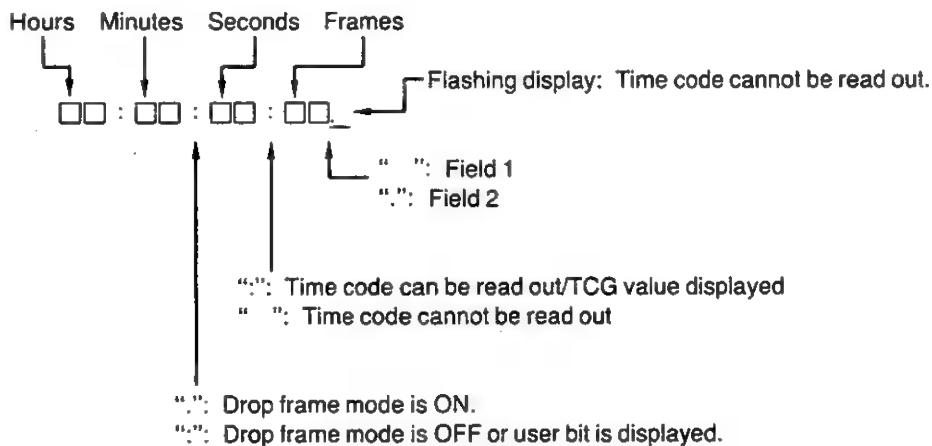 Hours Minutes Seconds Frames
Flashing display: Time code cannot be read out.
□□ : □□ : □□ : □□._
“ ”: Field 1
“.”: Field 2
“:”: Time code can be read out/TCG value displayed
“ ”: Time code cannot be read out
“.”: Drop frame mode is ON.
“:”: Drop frame mode is OFF or user bit is displayed.